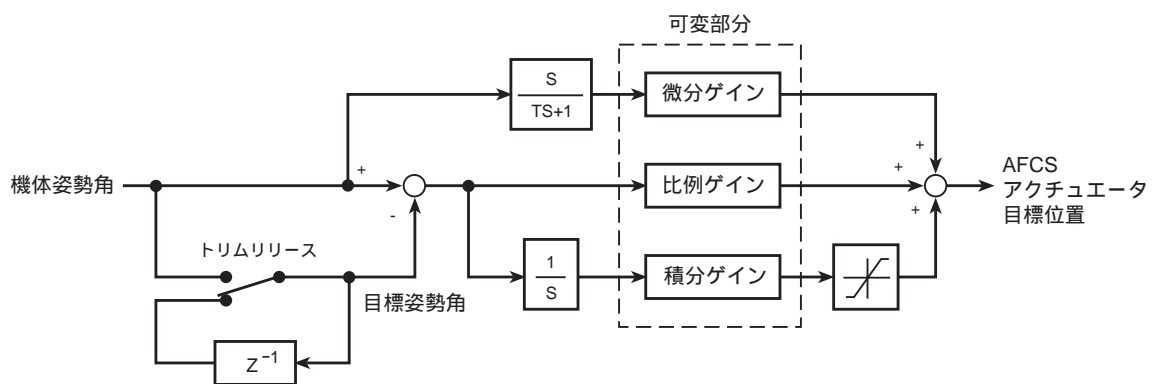 可変部分
S
TS+1
微分ゲイン
+
機体姿勢角
+
-
比例ゲイン
+
+
AFCS
アクチュエータ
目標位置
トリムリリース
目標姿勢角
1
S
積分ゲイン
Z⁻¹